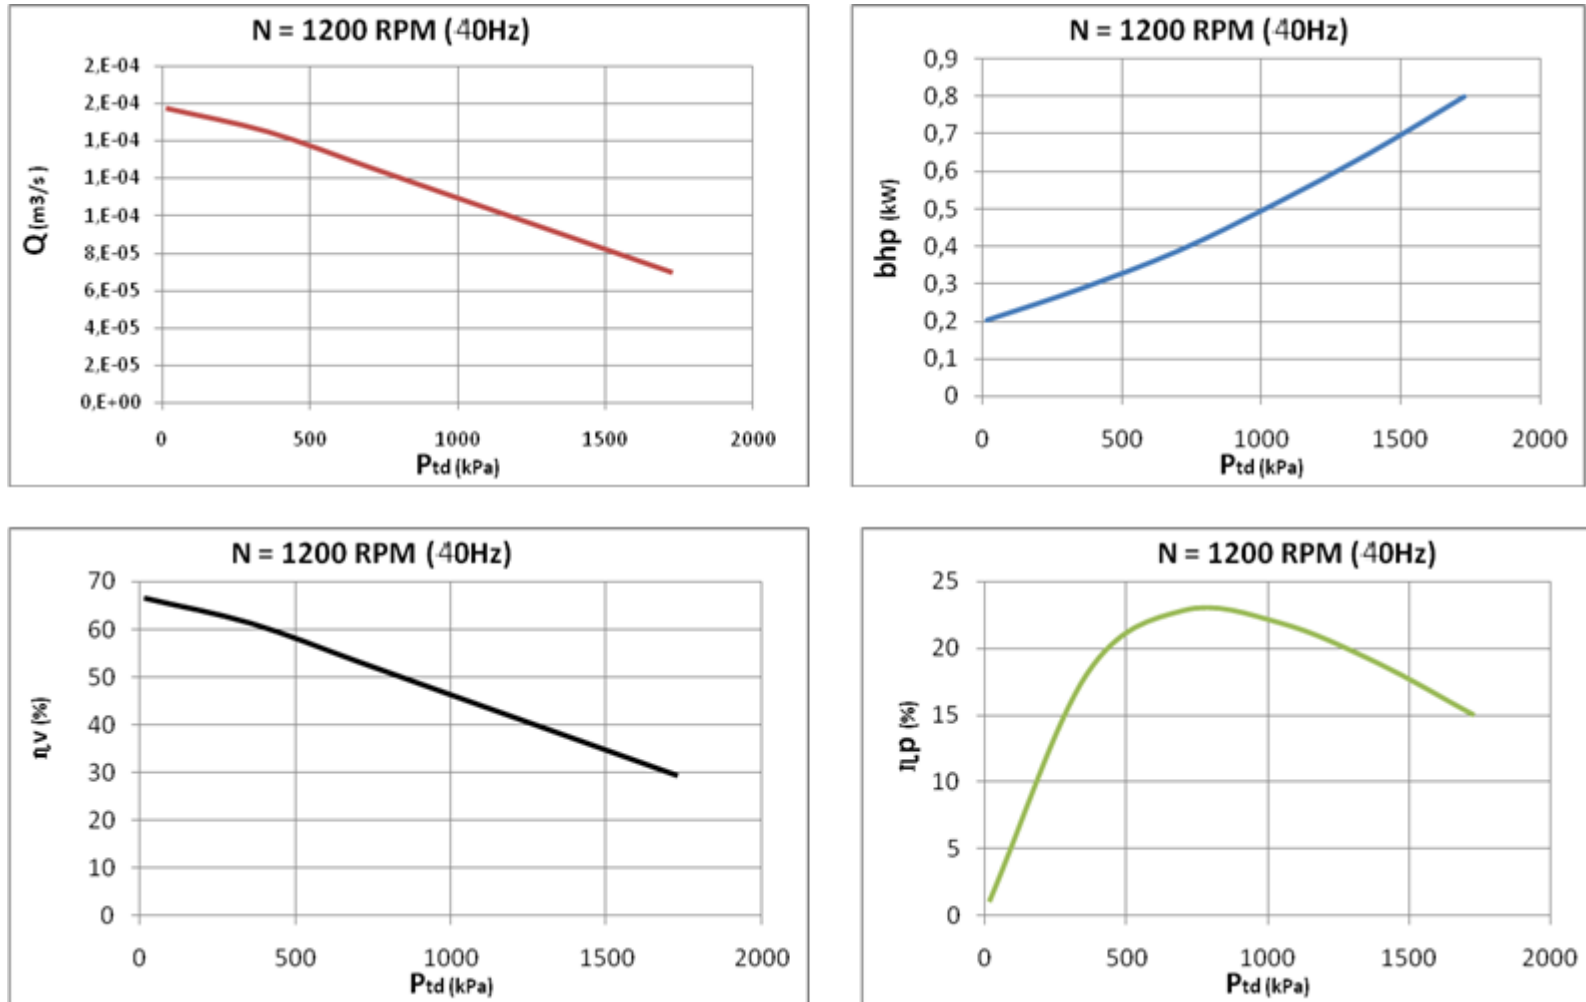 N = 1200 RPM (40Hz)
2,E-04
2,E-04
1,E-04
1,E-04
1,E-04
8,E-05
6,E-05
4,E-05
2,E-05
0,E+00
Q (m3/s)
0 500 1000 1500 2000
Ptd (kPa)
N = 1200 RPM (40Hz)
0,9
0,8
0,7
0,6
0,5
0,4
0,3
0,2
0,1
0
bhp (kW)
0 500 1000 1500 2000
Ptd (kPa)
N = 1200 RPM (40Hz)
70
60
50
40
30
20
10
0
ηv (%)
0 500 1000 1500 2000
Ptd (kPa)
N = 1200 RPM (40Hz)
25
20
15
10
5
0
ηp (%)
0 500 1000 1500 2000
Ptd (kPa)